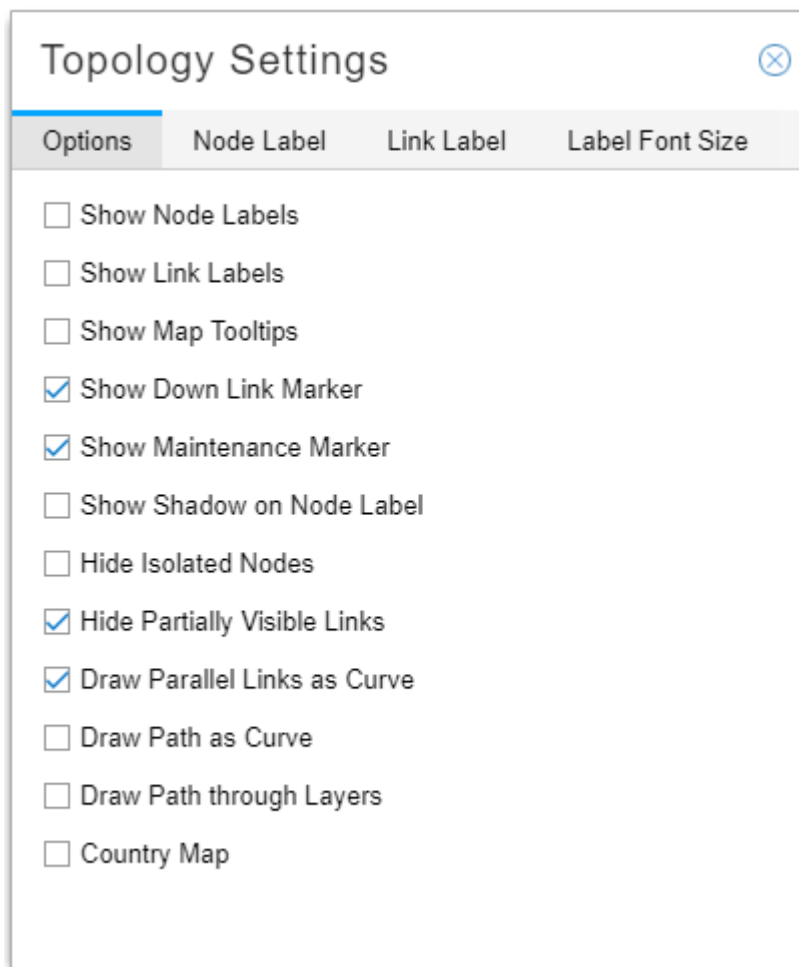 Topology Settings
Options Node Label Link Label Label Font Size
Show Node Labels
Show Link Labels
Show Map Tooltips
Show Down Link Marker
Show Maintenance Marker
Show Shadow on Node Label
Hide Isolated Nodes
Hide Partially Visible Links
Draw Parallel Links as Curve
Draw Path as Curve
Draw Path through Layers
Country Map